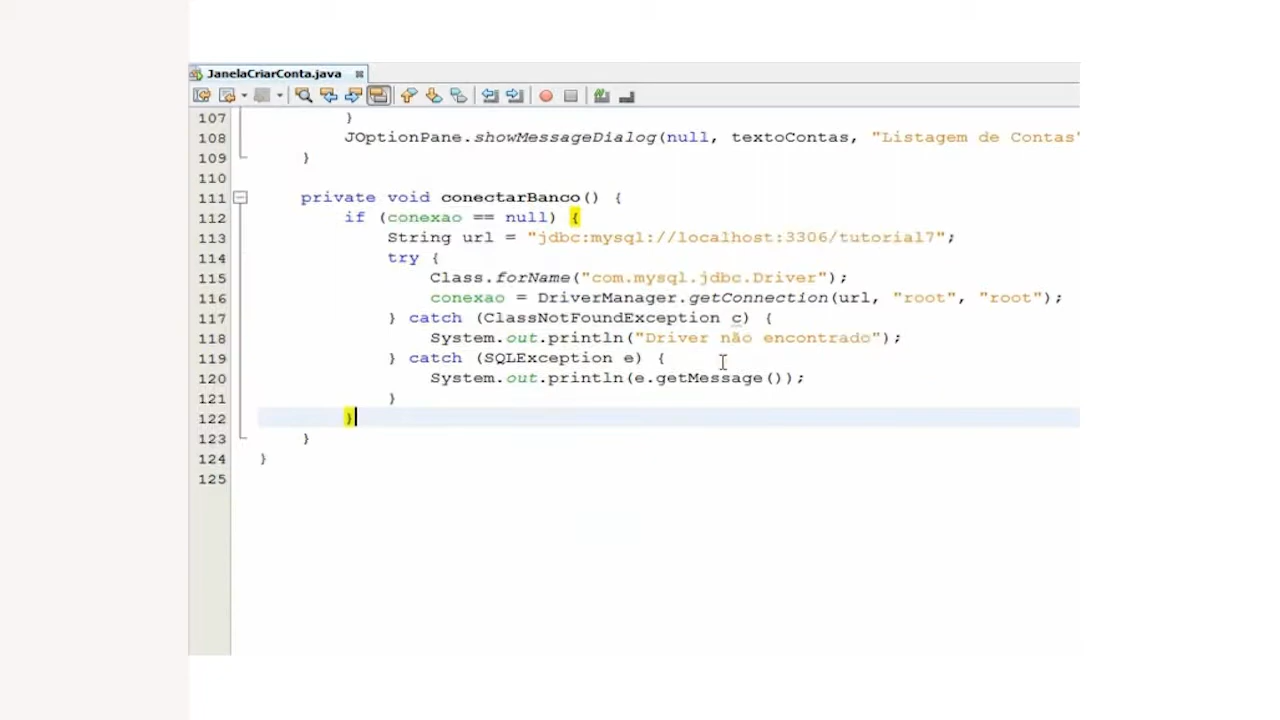 JanelaCriarConta.java
107 }
108 JOptionPane.showMessageDialog(null, textoContas, "Listagem de Contas"
109 }
110
111 private void conectarBanco() {
112 if (conexao == null) {
113 String url = "jdbc:mysql://localhost:3306/tutorial7";
114 try {
115 Class.forName("com.mysql.jdbc.Driver");
116 conexao = DriverManager.getConnection(url, "root", "root");
117 } catch (ClassNotFoundException c) {
118 System.out.println("Driver não encontrado");
119 } catch (SQLException e) {
120 System.out.println(e.getMessage());
121 }
122 }
123 }
124 }
125